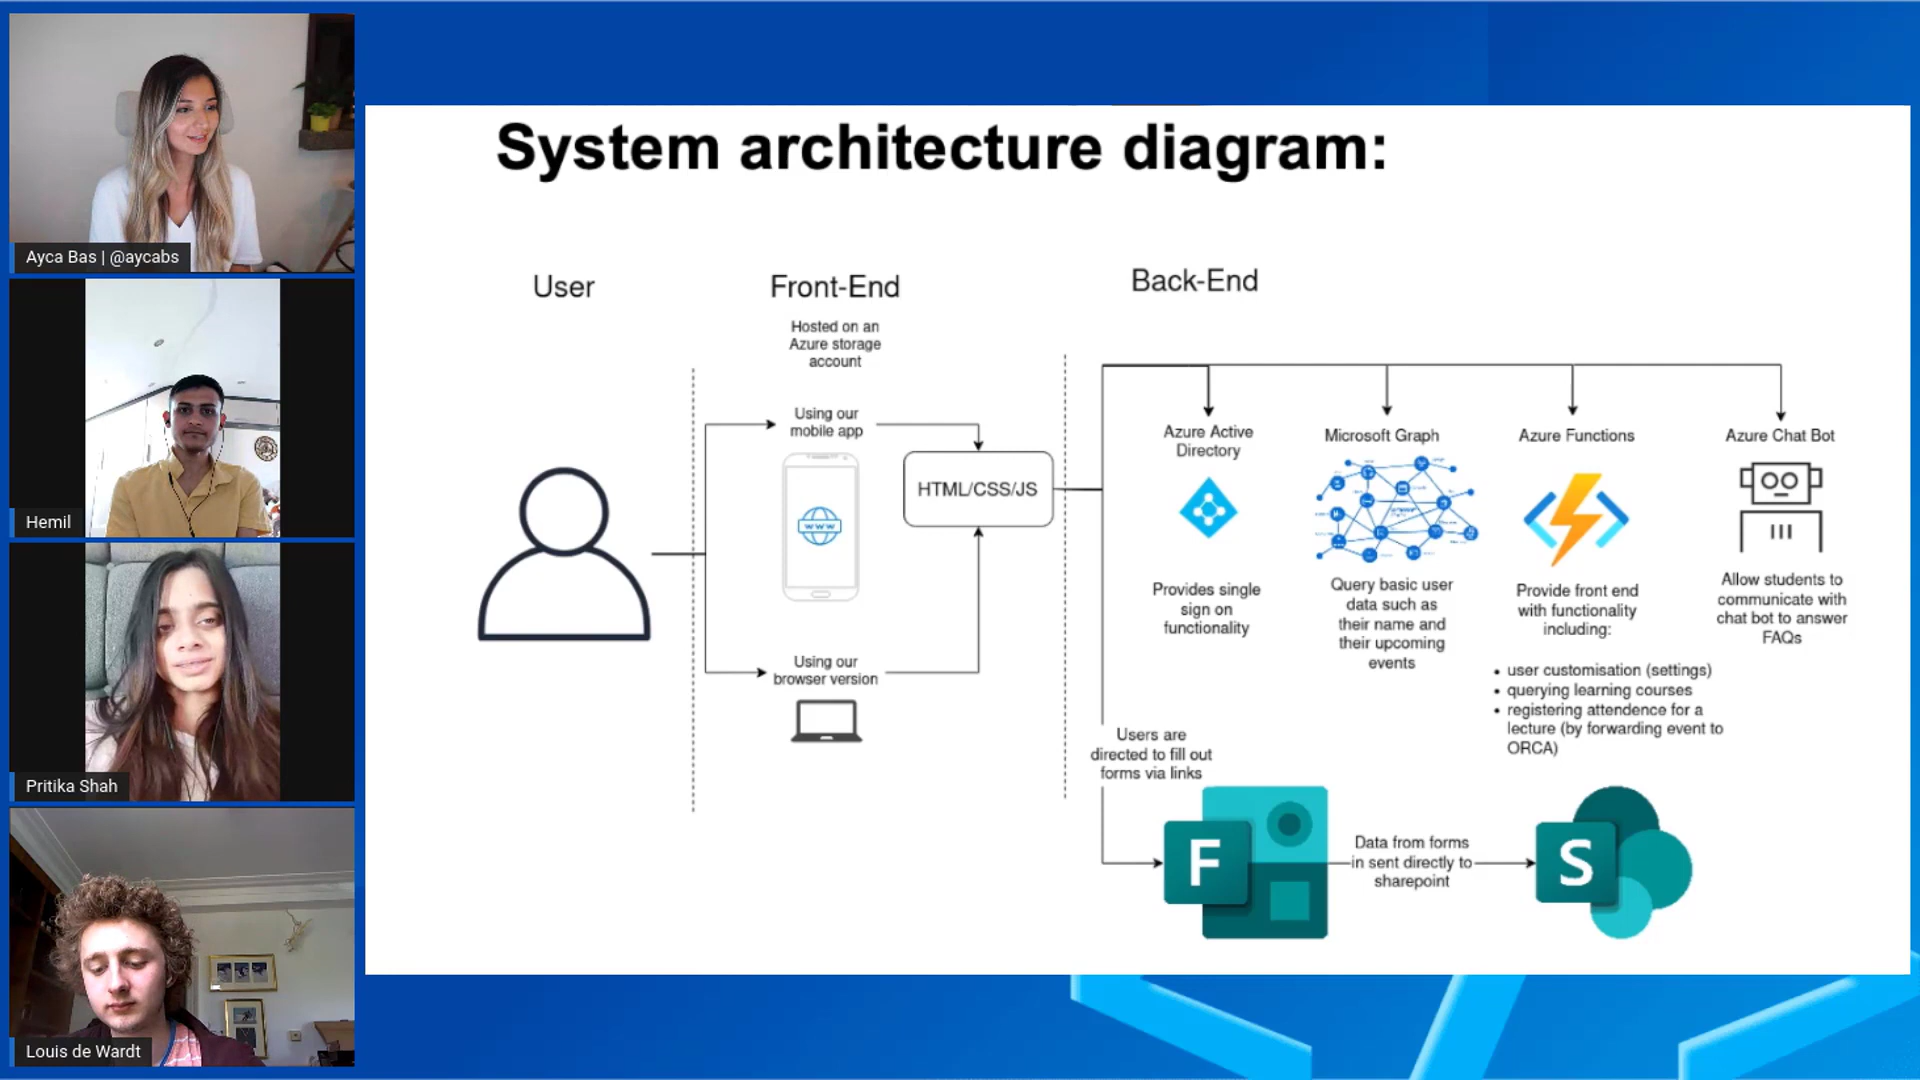 Ayca Bas | @aycabs
Hemil
Pritika Shah
Louis de Wardt
System architecture diagram:
User
Front-End
Hosted on an
Azure storage
account
Using our
mobile app
WWW
Using our
browser version
HTML/CSS/JS
Back-End
Azure Active
Directory
Provides single
sign on
functionality
Microsoft Graph
Query basic user
data such as
their name and
their upcoming
events
Azure Functions
Provide front end
with functionality
including:
• user customisation (settings)
• querying learning courses
• registering attendence for a
lecture (by forwarding event to
ORCA)
Azure Chat Bot
Allow students to
communicate with
chat bot to answer
FAQs
Users are
directed to fill out
forms via links
F
Data from forms
in sent directly to
sharepoint
S